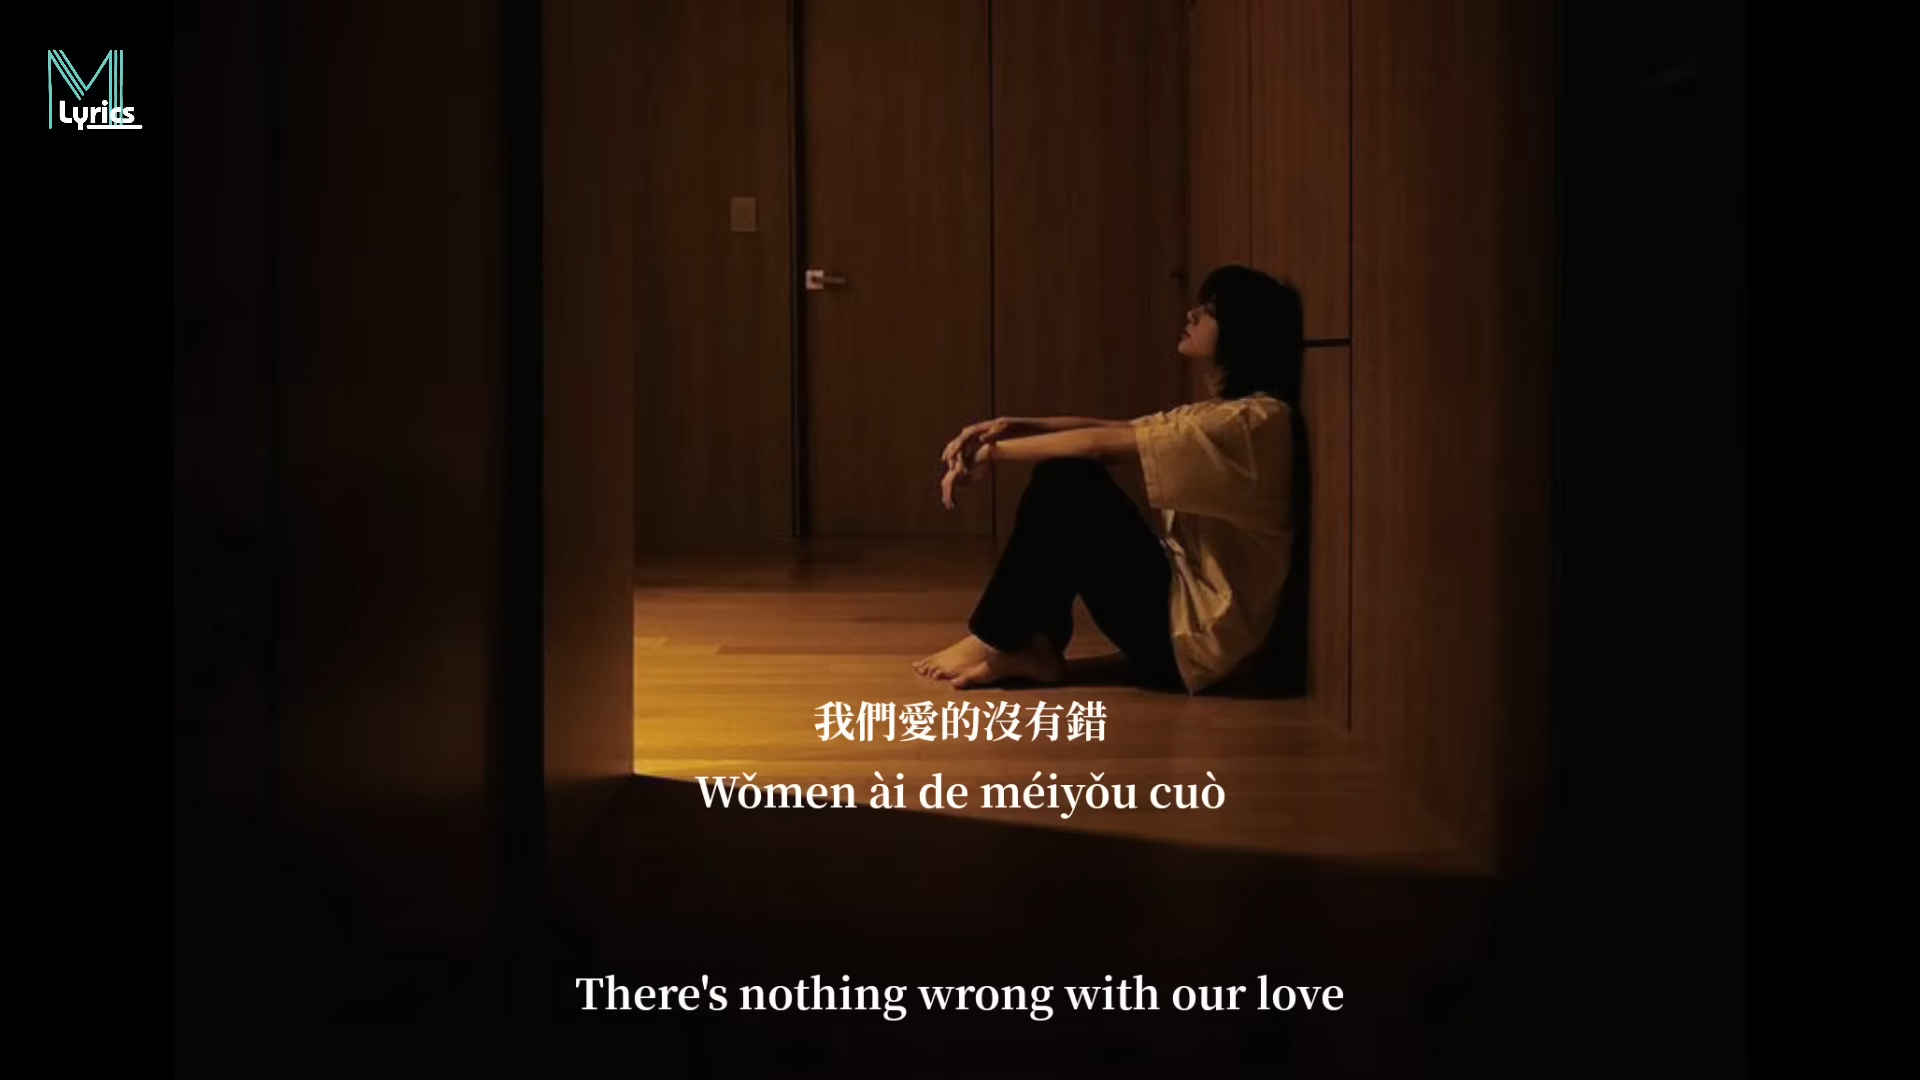 M
Lyrics
我們愛的沒有錯
Wǒmen ài de méiyǒu cuò
There's nothing wrong with our love